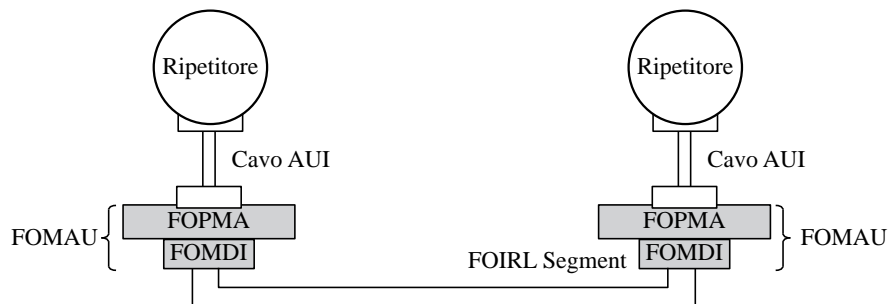 Ripetitore
Ripetitore
Cavo AUI
Cavo AUI
FOPMA
FOPMA
FOMAU
FOMAU
FOMDI
FOIRL Segment
FOMDI